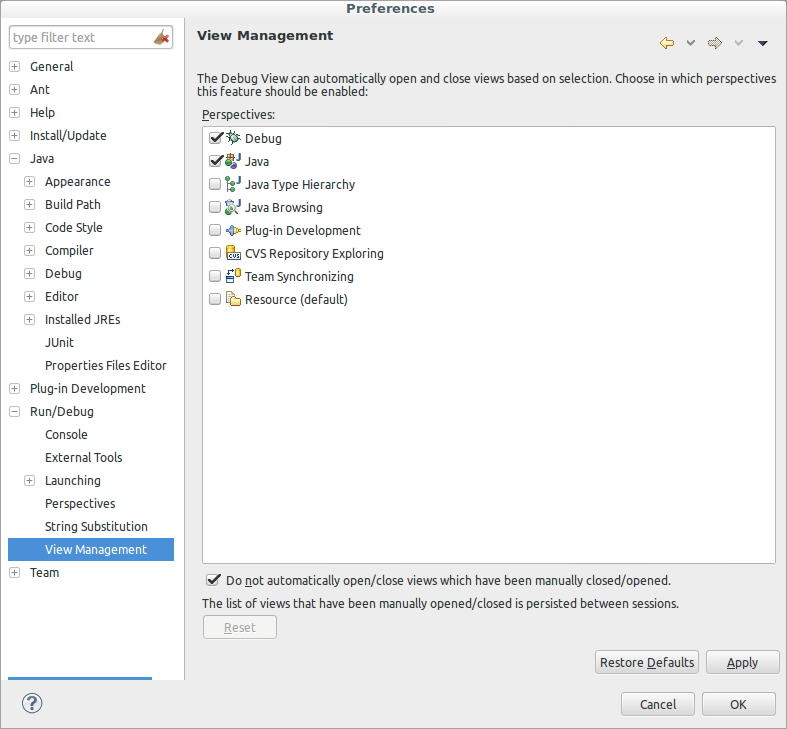 Preferences
type filter text
General
Ant
Help
Install/Update
Java
Appearance
Build Path
Code Style
Compiler
Debug
Editor
Installed JREs
JUnit
Properties Files Editor
Plug-in Development
Run/Debug
Console
External Tools
Launching
Perspectives
String Substitution
View Management
Team
View Management
The Debug View can automatically open and close views based on selection. Choose in which perspectives
this feature should be enabled:
Perspectives:
Debug
Java
Java Type Hierarchy
Java Browsing
Plug-in Development
CVS Repository Exploring
Team Synchronizing
Resource (default)
Do not automatically open/close views which have been manually closed/opened.
The list of views that have been manually opened/closed is persisted between sessions.
Reset
Restore Defaults
Apply
?
Cancel
OK